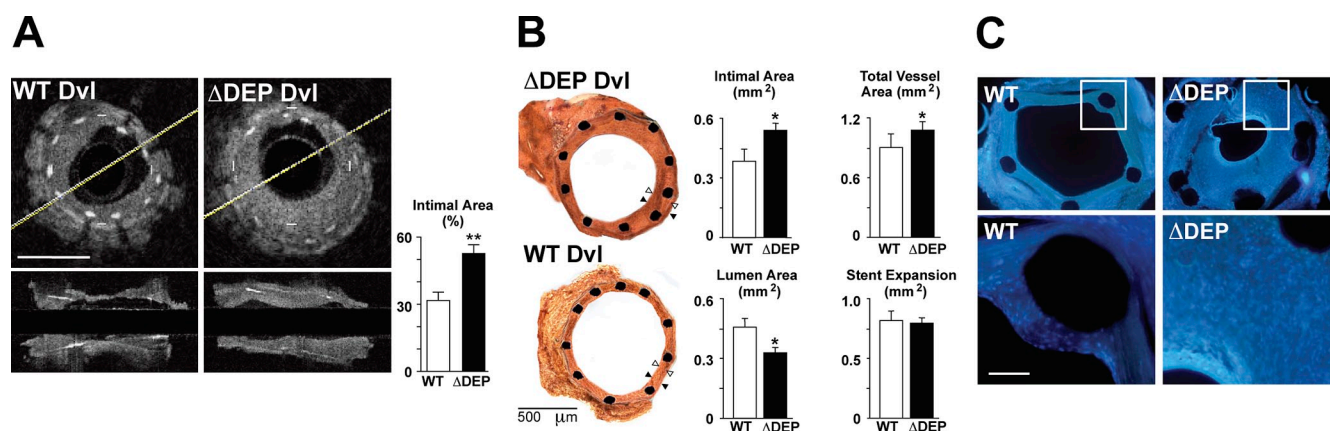 A
WT Dvl
ΔDEP Dvl
Intimal Area
(%)
60
30
0
**
WT ΔDEP
B
ΔDEP Dvl
WT Dvl
500 μm
Intimal Area
(mm²)
0.6
0.3
0
*
WT ΔDEP
Total Vessel
Area (mm²)
1.2
0.6
0
*
WT ΔDEP
Lumen Area
(mm²)
0.6
0.3
0
*
WT ΔDEP
Stent Expansion
(mm²)
1.0
0.5
0
WT ΔDEP
C
WT
ΔDEP
WT
ΔDEP